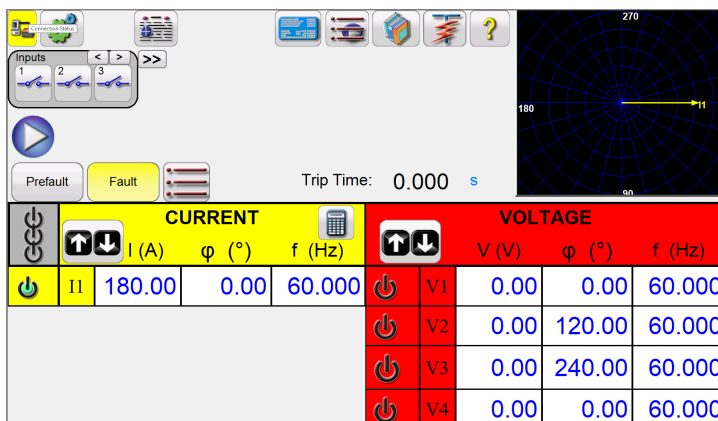 Connection Status
?
Inputs < > >>
1 2 3
270
180
I1
90
Prefault Fault Trip Time: 0.000 s
CURRENT VOLTAGE
I (A) φ (°) f (Hz) V (V) φ (°) f (Hz)
I1 180.00 0.00 60.000 V1 0.00 0.00 60.000
V2 0.00 120.00 60.000
V3 0.00 240.00 60.000
V4 0.00 0.00 60.000